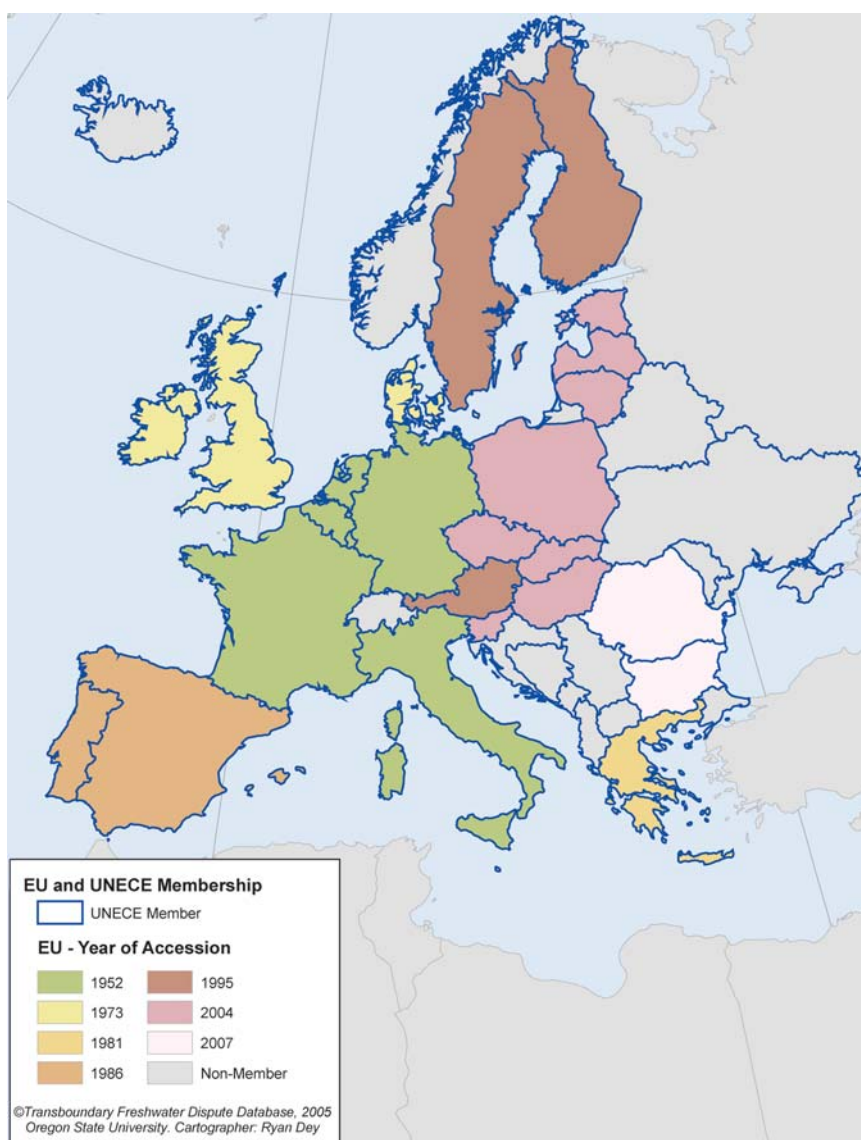 EU and UNECE Membership
UNECE Member
EU - Year of Accession
1952
1995
1973
2004
1981
2007
1986
Non-Member
©Transboundary Freshwater Dispute Database, 2005
Oregon State University. Cartographer: Ryan Dey